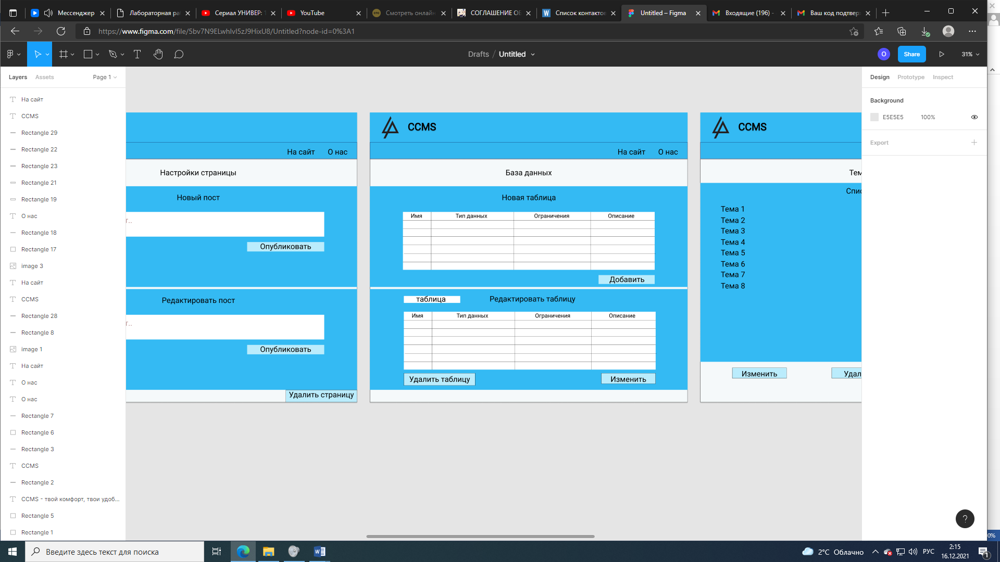 Мессенджер
Лабораторная ра
Сериал УНИВЕР:
YouTube
Смотреть онлайн
СОГЛАШЕНИЕ ОБ
Список контактов
Untitled – Figma
Входящие (196) -
Ваш код подтвер
https://www.figma.com/file/5bv7N9ELwhIvI5zJ9HixU8/Untitled?node-id=0%3A1
Drafts / Untitled
O
Share
31%
Layers Assets Page 1
На сайт
CCMS
Rectangle 29
Rectangle 22
Rectangle 23
Rectangle 21
Rectangle 19
О нас
Rectangle 18
Rectangle 17
image 3
На сайт
CCMS
Rectangle 28
Rectangle 8
image 1
На сайт
О нас
О нас
Rectangle 7
Rectangle 6
Rectangle 3
CCMS
Rectangle 2
CCMS - твой комфорт, твои удоб...
Rectangle 5
Rectangle 1
На сайт О нас
Настройки страницы
Новый пост
т..
Опубликовать
Редактировать пост
т..
Опубликовать
Удалить страницу
CCMS
На сайт О нас
База данных
Новая таблица
Имя Тип данных Ограничения Описание
Добавить
таблица Редактировать таблицу
Имя Тип данных Ограничения Описание
Удалить таблицу Изменить
CCMS
Тем
Спис
Тема 1
Тема 2
Тема 3
Тема 4
Тема 5
Тема 6
Тема 7
Тема 8
Изменить Удал
Design Prototype Inspect
Background
E5E5E5 100%
Export
?
0%
Введите здесь текст для поиска
2°C Облачно
РУС
2:15
16.12.2021
1